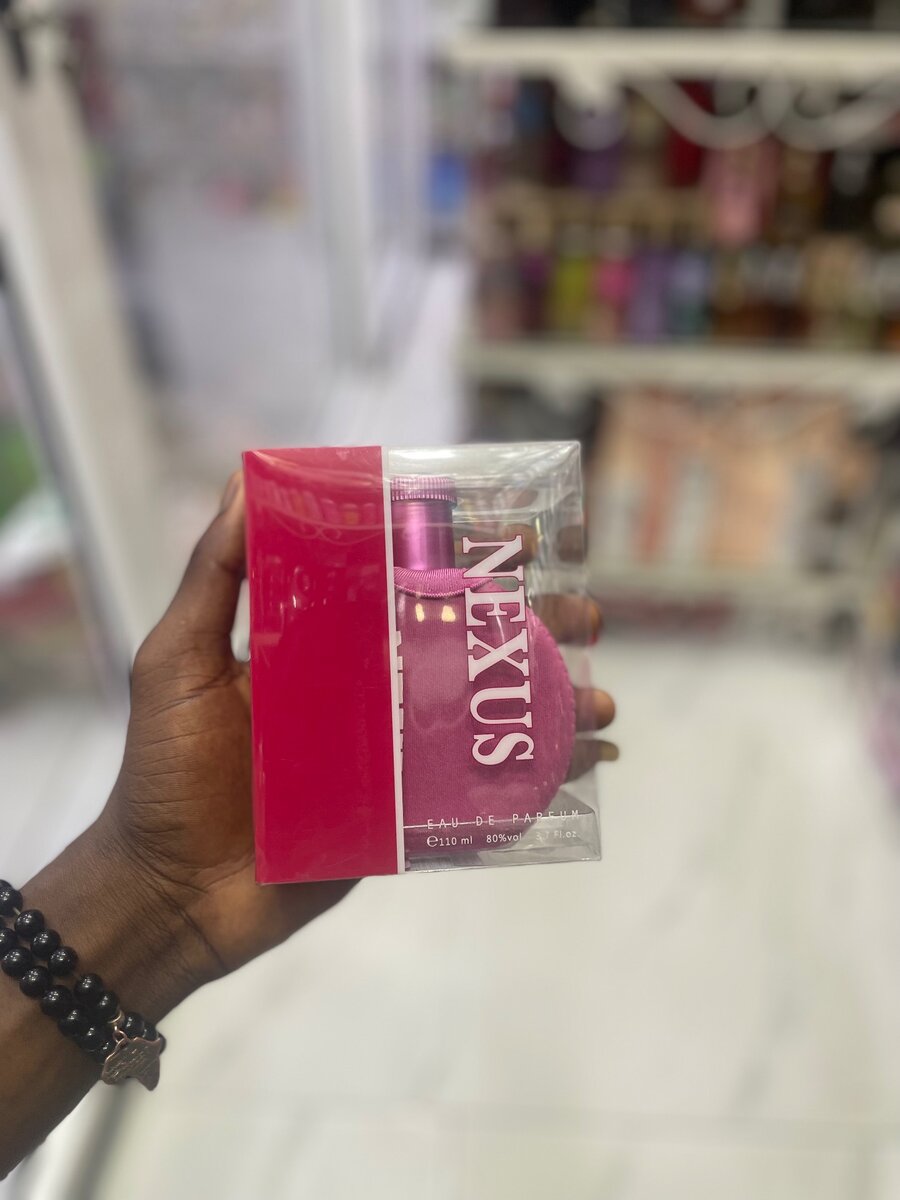 NEXUS
EAU DE PARFUM
℮110 ml 80%vol 3.7 Fl.oz